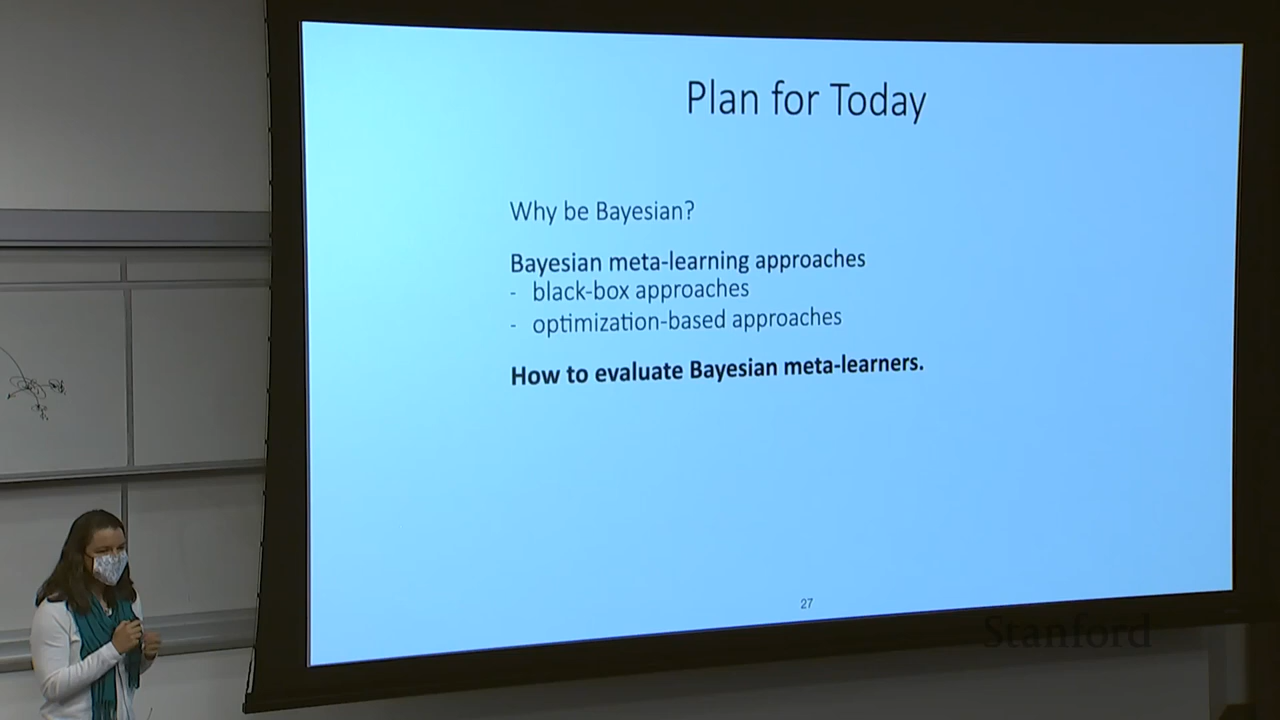 Plan for Today
Why be Bayesian?
Bayesian meta-learning approaches
- black-box approaches
- optimization-based approaches
How to evaluate Bayesian meta-learners.
27
Stanford